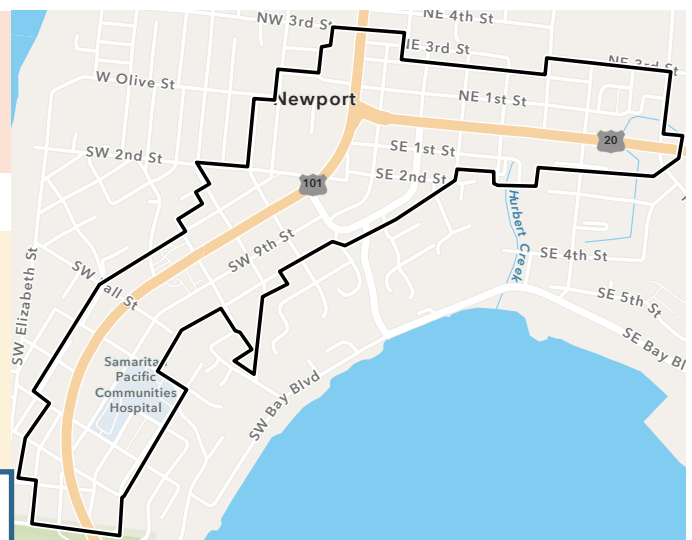 NE 4th St
NW 3rd St
IE 3rd St
NE 3rd St
W Olive St
NE 1st St
Newport
20
SE 1st St
SW 2nd St
SE 2nd St
101
Hurbert Creek
SW 9th St
SE 4th St
SW all St
SE 5th St
SW Elizabeth St
SE Bay Bl
Samaritan
Pacific
Communities
Hospital
SW Bay Blvd